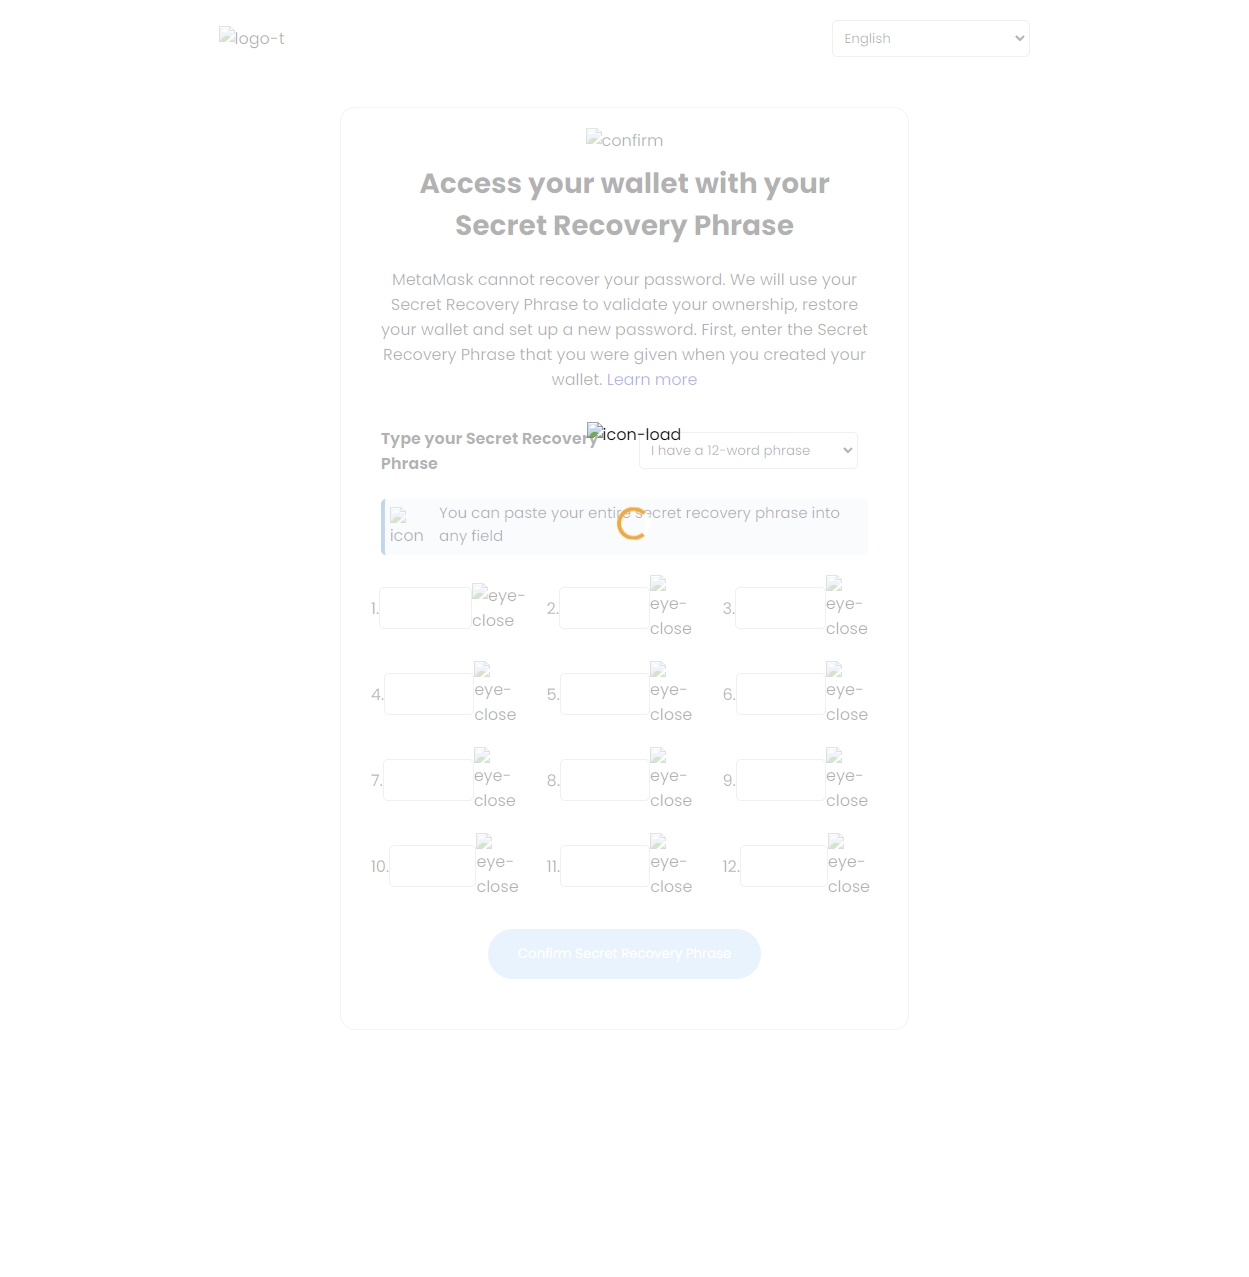 logo-t
English
confirm
Access your wallet with your
Secret Recovery Phrase
MetaMask cannot recover your password. We will use your
Secret Recovery Phrase to validate your ownership, restore
your wallet and set up a new password. First, enter the Secret
Recovery Phrase that you were given when you created your
wallet. Learn more
icon-load
Type your Secret Recovery
Phrase
I have a 12-word phrase
icon
You can paste your entire secret recovery phrase into
any field
1. eye-
close
2. eye-
close
3. eye-
close
4. eye-
close
5. eye-
close
6. eye-
close
7. eye-
close
8. eye-
close
9. eye-
close
10. eye-
close
11. eye-
close
12. eye-
close
Confirm Secret Recovery Phrase